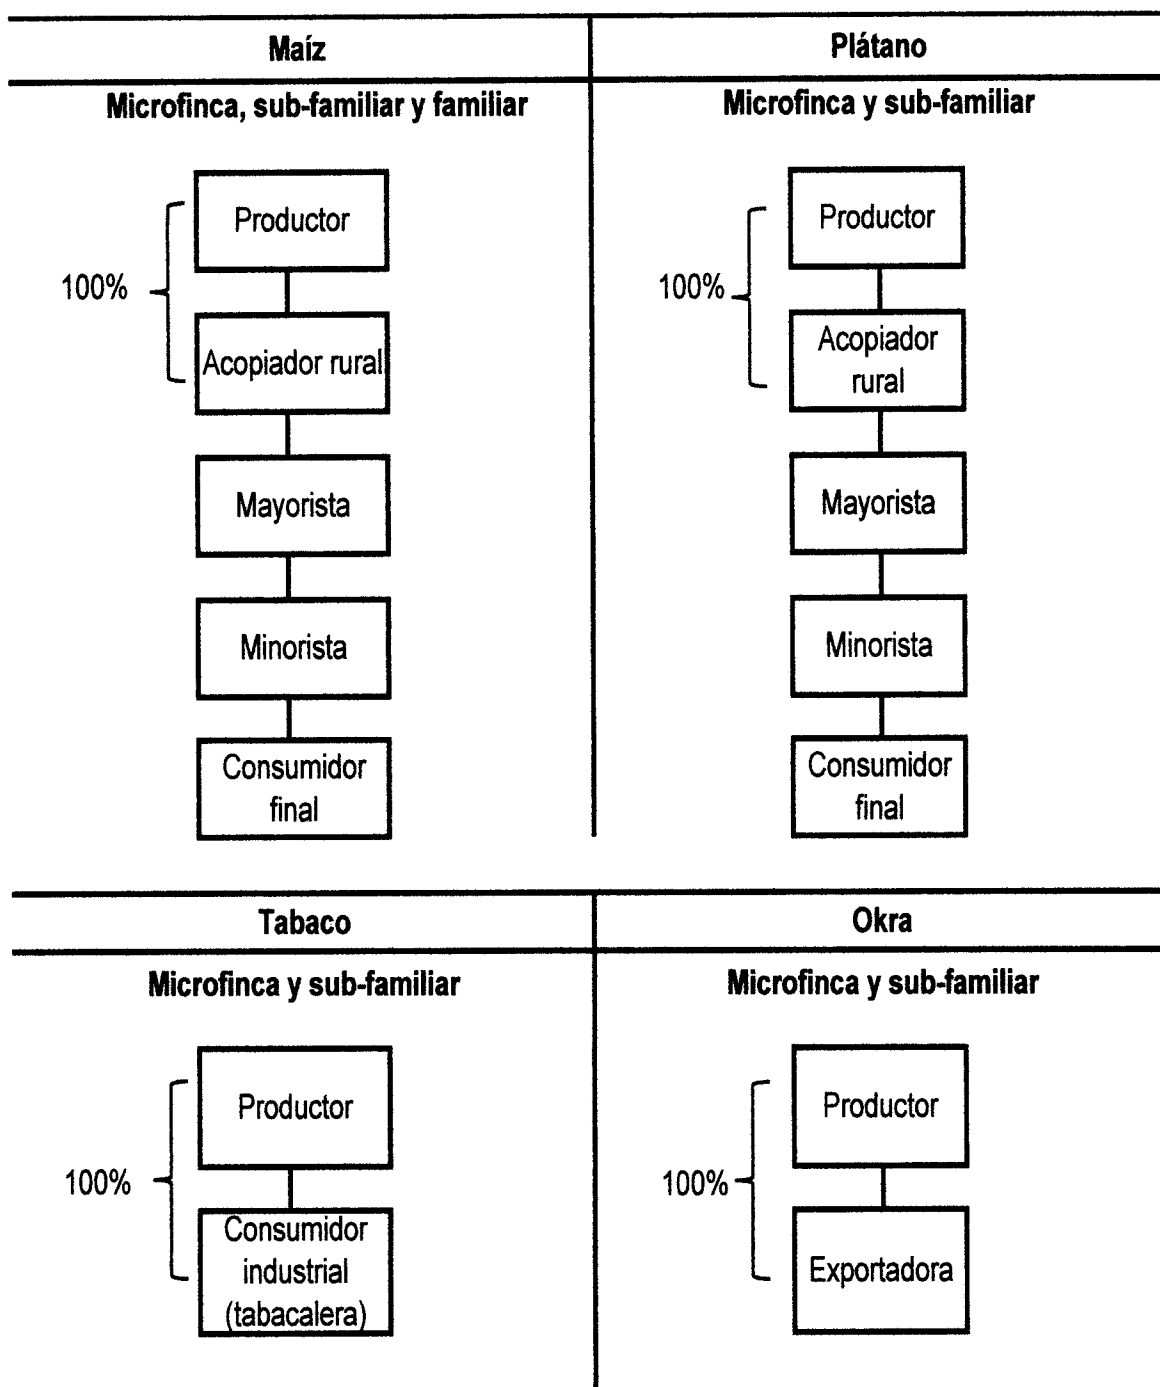 Maíz
Microfinca, sub-familiar y familiar
100%
Productor
Acopiador rural
Mayorista
Minorista
Consumidor
final
Plátano
Microfinca y sub-familiar
100%
Productor
Acopiador
rural
Mayorista
Minorista
Consumidor
final
Tabaco
Microfinca y sub-familiar
100%
Productor
Consumidor
industrial
(tabacalera)
Okra
Microfinca y sub-familiar
100%
Productor
Exportadora